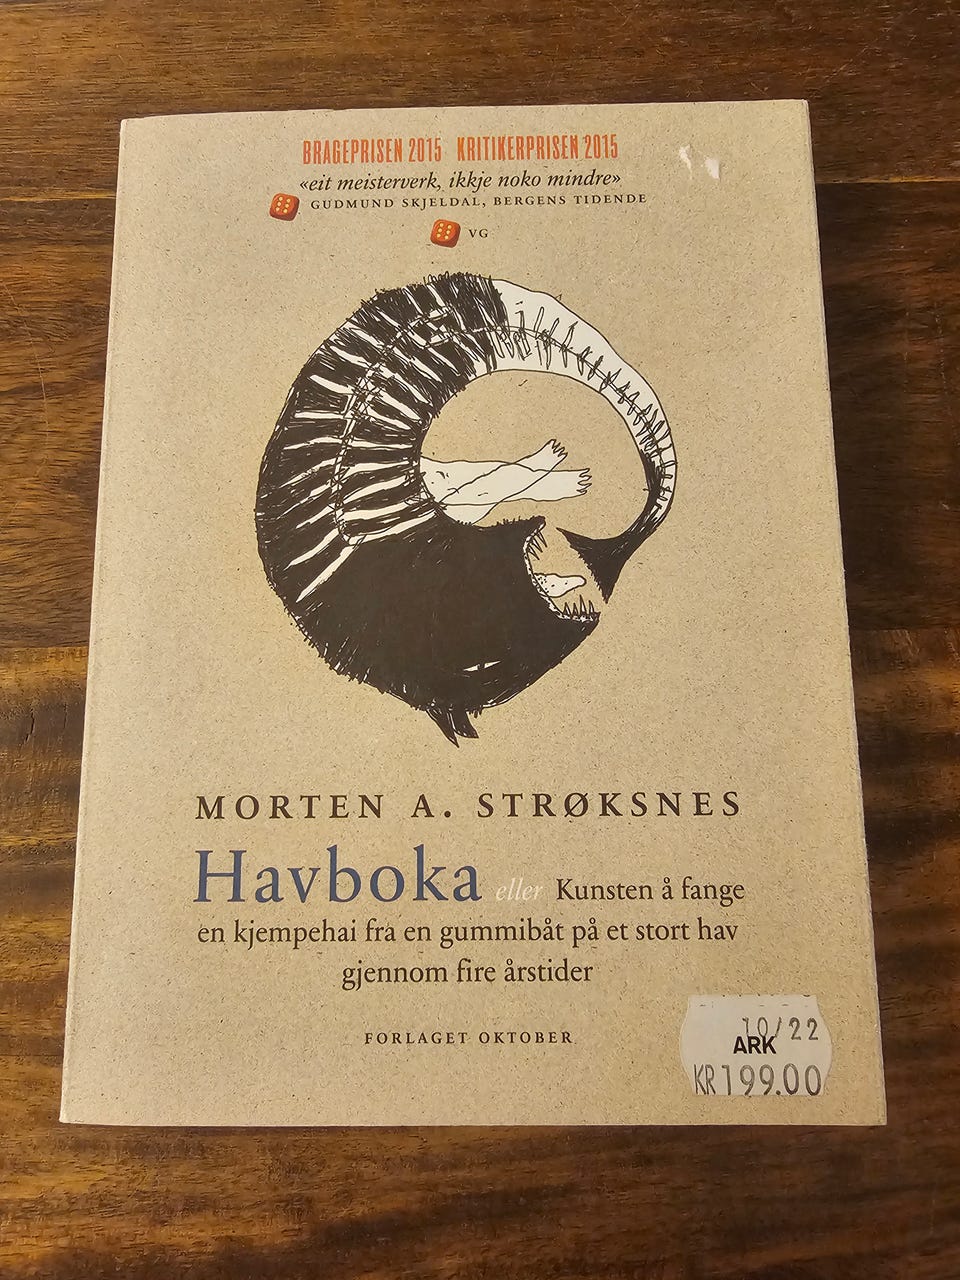 BRAGEPRISEN 2015 KRITIKERPRISEN 2015
«eit meisterverk, ikkje noko mindre»
GUDMUND SKJELDAL, BERGENS TIDENDE
VG
MORTEN A. STRØKSNES
Havboka eller Kunsten å fange
en kjempehai fra en gummibåt på et stort hav
gjennom fire årstider
FORLAGET OKTOBER
10/22
ARK
KR199.00